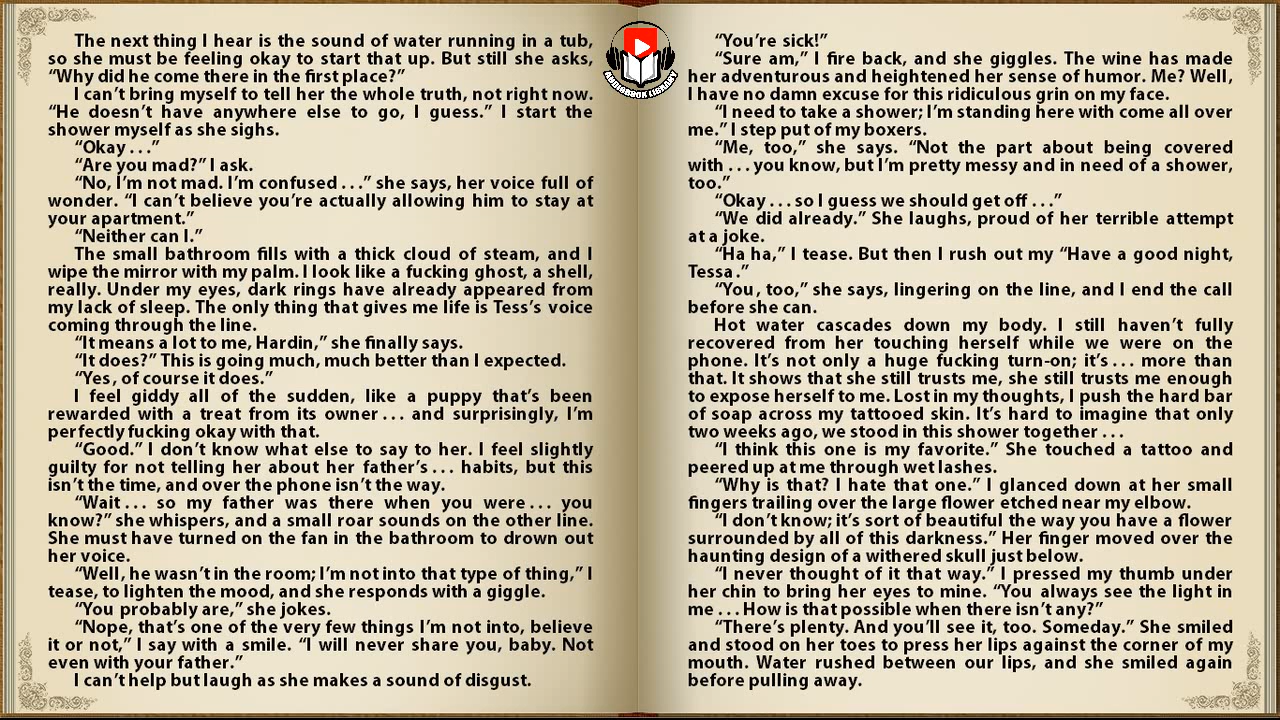 The next thing I hear is the sound of water running in a tub,
so she must be feeling okay to start that up. But still she asks,
“Why did he come there in the first place?”
I can’t bring myself to tell her the whole truth, not right now.
“He doesn’t have anywhere else to go, I guess.” I start the
shower myself as she sighs.
“Okay . . .”
“Are you mad?” I ask.
“No, I’m not mad. I’m confused . . .” she says, her voice full of
wonder. “I can’t believe you’re actually allowing him to stay at
your apartment.”
“Neither can I.”
The small bathroom fills with a thick cloud of steam, and I
wipe the mirror with my palm. I look like a fucking ghost, a shell,
really. Under my eyes, dark rings have already appeared from
my lack of sleep. The only thing that gives me life is Tess’s voice
coming through the line.
“It means a lot to me, Hardin,” she finally says.
“It does?” This is going much, much better than I expected.
“Yes, of course it does.”
I feel giddy all of the sudden, like a puppy that’s been
rewarded with a treat from its owner . . . and surprisingly, I’m
perfectly fucking okay with that.
“Good.” I don’t know what else to say to her. I feel slightly
guilty for not telling her about her father’s . . . habits, but this
isn’t the time, and over the phone isn’t the way.
“Wait . . . so my father was there when you were . . . you
know?” she whispers, and a small roar sounds on the other line.
She must have turned on the fan in the bathroom to drown out
her voice.
“Well, he wasn’t in the room; I’m not into that type of thing,” I
tease, to lighten the mood, and she responds with a giggle.
“You probably are,” she jokes.
“Nope, that’s one of the very few things I’m not into, believe
it or not,” I say with a smile. “I will never share you, baby. Not
even with your father.”
I can’t help but laugh as she makes a sound of disgust.
AUDIOBOOK LIBRARY
“You’re sick!”
“Sure am,” I fire back, and she giggles. The wine has made
her adventurous and heightened her sense of humor. Me? Well,
I have no damn excuse for this ridiculous grin on my face.
“I need to take a shower; I’m standing here with come all over
me.” I step put of my boxers.
“Me, too,” she says. “Not the part about being covered
with . . . you know, but I’m pretty messy and in need of a shower,
too.”
“Okay . . . so I guess we should get off . . .”
“We did already.” She laughs, proud of her terrible attempt
at a joke.
“Ha ha,” I tease. But then I rush out my “Have a good night,
Tessa.”
“You, too,” she says, lingering on the line, and I end the call
before she can.
Hot water cascades down my body. I still haven’t fully
recovered from her touching herself while we were on the
phone. It’s not only a huge fucking turn-on; it’s . . . more than
that. It shows that she still trusts me, she still trusts me enough
to expose herself to me. Lost in my thoughts, I push the hard bar
of soap across my tattooed skin. It’s hard to imagine that only
two weeks ago, we stood in this shower together . . .
“I think this one is my favorite.” She touched a tattoo and
peered up at me through wet lashes.
“Why is that? I hate that one.” I glanced down at her small
fingers trailing over the large flower etched near my elbow.
“I don’t know; it’s sort of beautiful the way you have a flower
surrounded by all of this darkness.” Her finger moved over the
haunting design of a withered skull just below.
“I never thought of it that way.” I pressed my thumb under
her chin to bring her eyes to mine. “You always see the light in
me . . . How is that possible when there isn’t any?”
“There’s plenty. And you’ll see it, too. Someday.” She smiled
and stood on her toes to press her lips against the corner of my
mouth. Water rushed between our lips, and she smiled again
before pulling away.